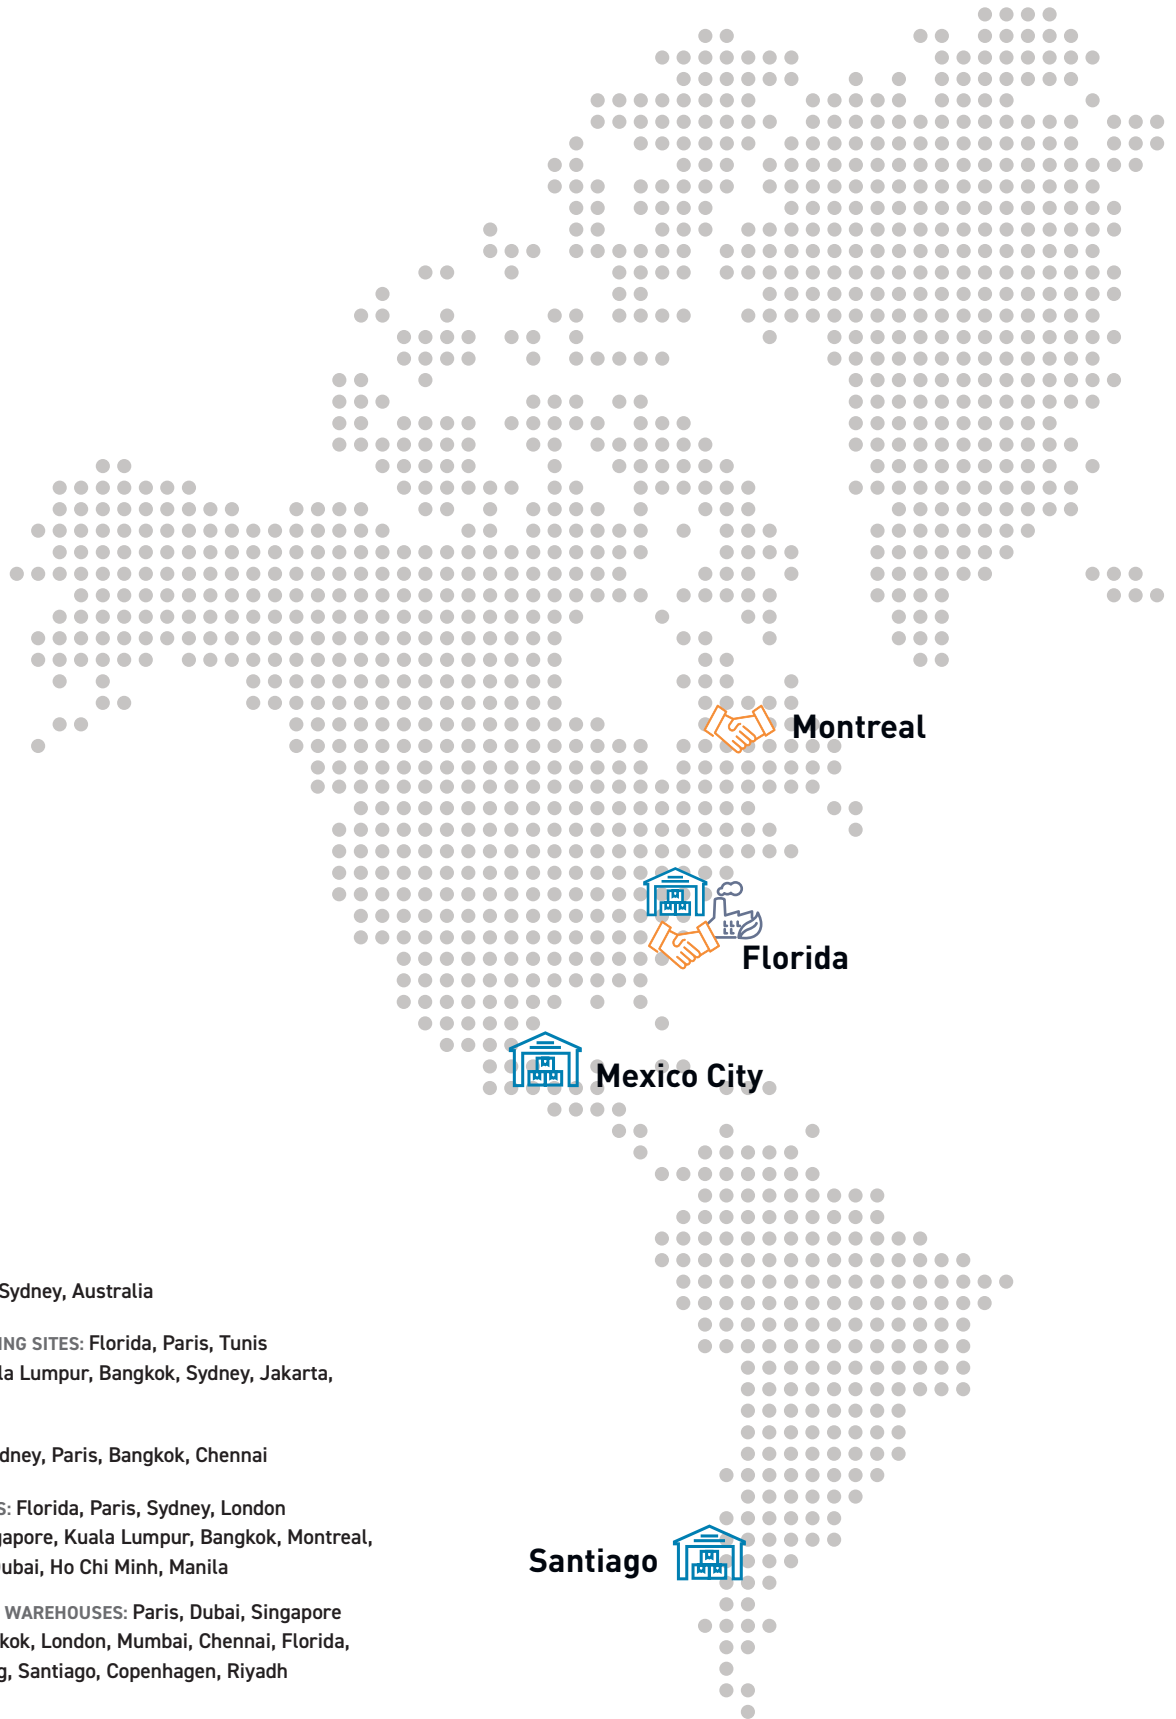 Montreal
Florida
Mexico City
Sydney, Australia
ING SITES: Florida, Paris, Tunis
la Lumpur, Bangkok, Sydney, Jakarta,
dney, Paris, Bangkok, Chennai
S: Florida, Paris, Sydney, London
gapore, Kuala Lumpur, Bangkok, Montreal,
Dubai, Ho Chi Minh, Manila
Santiago
WAREHOUSES: Paris, Dubai, Singapore
kok, London, Mumbai, Chennai, Florida,
g, Santiago, Copenhagen, Riyadh